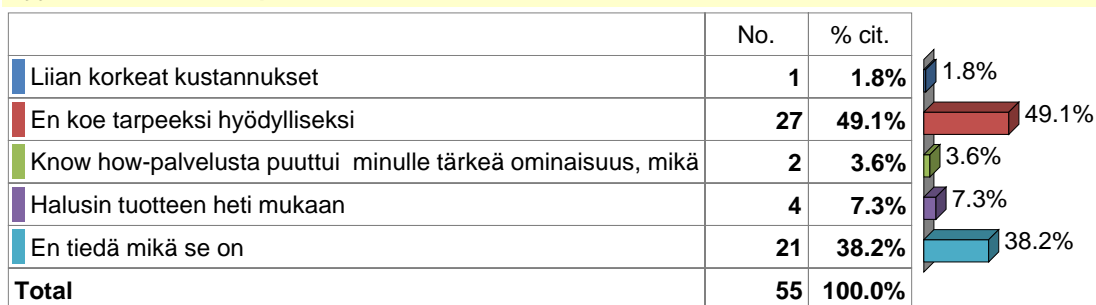 No. % cit.
Liian korkeat kustannukset 1 1.8% 1.8%
En koe tarpeeksi hyödylliseksi 27 49.1% 49.1%
Know how-palvelusta puuttui minulle tärkeä ominaisuus, mikä 2 3.6% 3.6%
Halusin tuotteen heti mukaan 4 7.3% 7.3%
En tiedä mikä se on 21 38.2% 38.2%
Total 55 100.0%